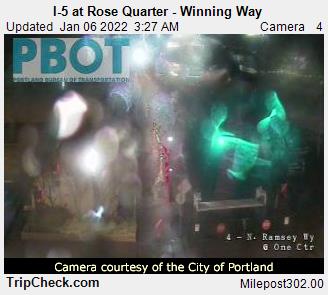 I-5 at Rose Quarter - Winning Way
Updated Jan 06 2022 3:27 AM Camera 4
PBOT
PORTLAND BUREAU OF TRANSPORTATION
4 - N. Ramsey Wy
@ One Ctr
Camera courtesy of the City of Portland
TripCheck.com Milepost302.00